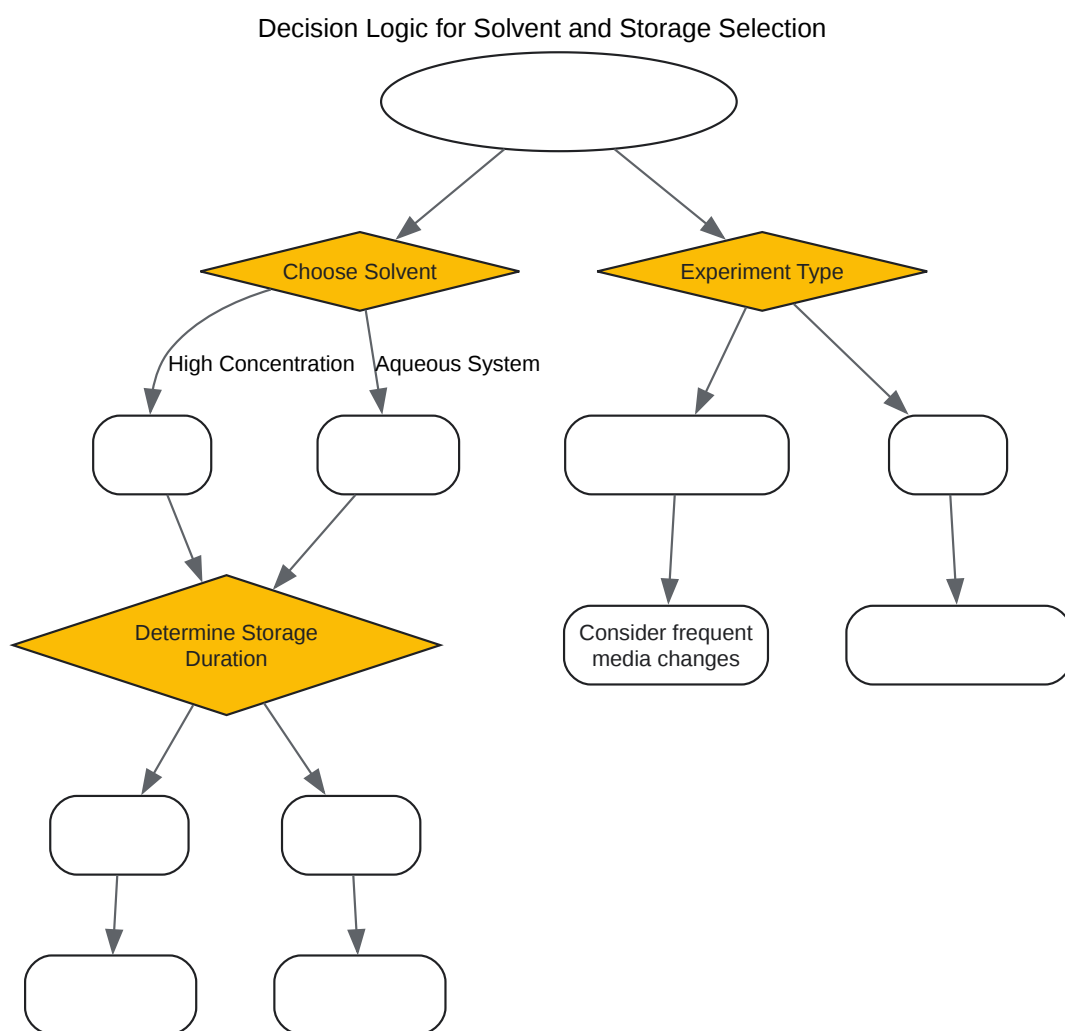 Decision Logic for Solvent and Storage Selection
Choose Solvent
Experiment Type
High Concentration
Aqueous System
Determine Storage
Duration
Consider frequent
media changes